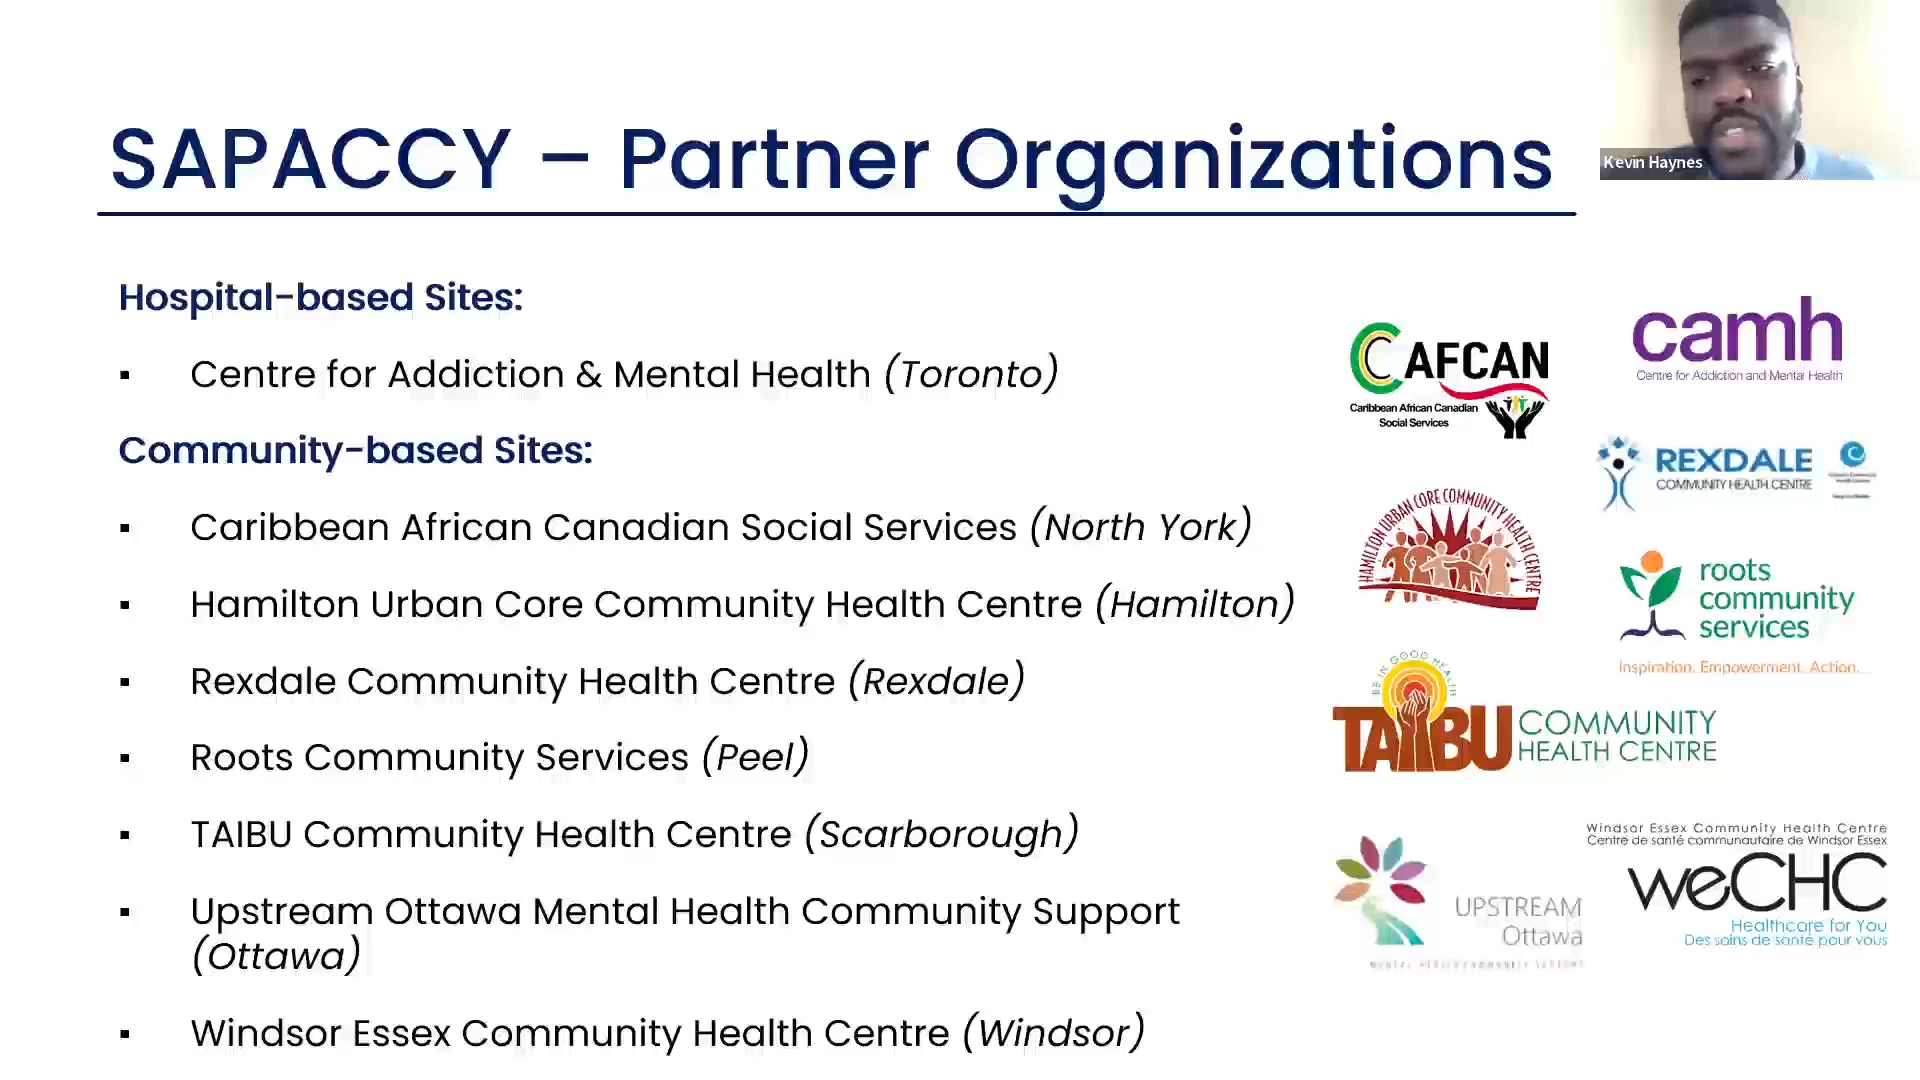 SAPACCY – Partner Organizations
Kevin Haynes
Hospital-based Sites:
▪ Centre for Addiction & Mental Health (Toronto)
Community-based Sites:
▪ Caribbean African Canadian Social Services (North York)
▪ Hamilton Urban Core Community Health Centre (Hamilton)
▪ Rexdale Community Health Centre (Rexdale)
▪ Roots Community Services (Peel)
▪ TAIBU Community Health Centre (Scarborough)
▪ Upstream Ottawa Mental Health Community Support
(Ottawa)
▪ Windsor Essex Community Health Centre (Windsor)
CAFCAN
Caribbean African Canadian
Social Services
camh
Centre for Addiction and Mental Health
HAMILTON URBAN CORE COMMUNITY HEALTH CENTRE
REXDALE
COMMUNITY HEALTH CENTRE
roots
community
services
Inspiration. Empowerment. Action.
BE IN GOOD HEALTH
TAIBU
COMMUNITY
HEALTH CENTRE
UPSTREAM
Ottawa
MENTAL HEALTH COMMUNITY SUPPORT
Windsor Essex Community Health Centre
Centre de santé communautaire de Windsor Essex
weCHC
Healthcare for You
Des soins de santé pour vous